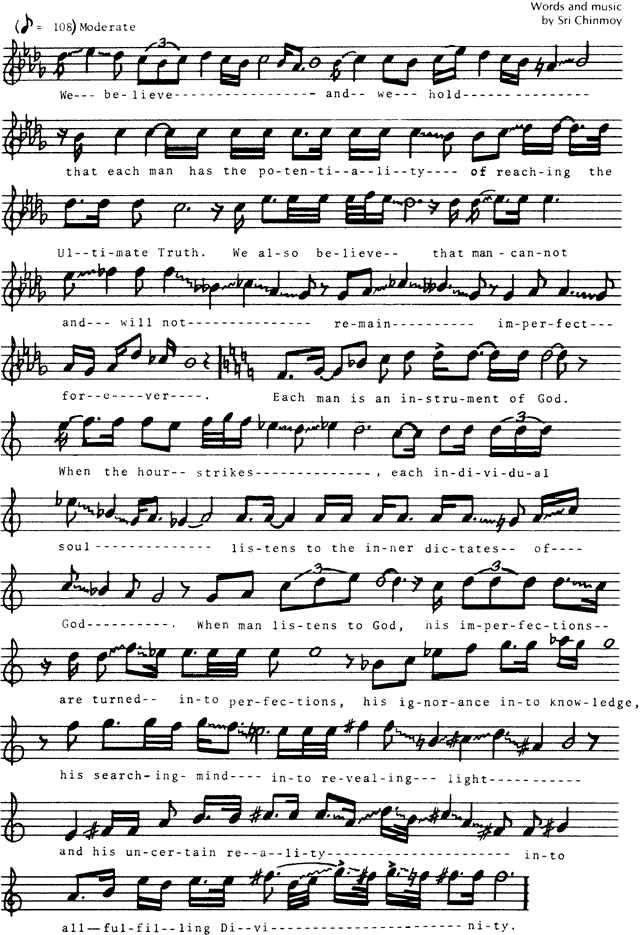 Words and music
by Sri Chinmoy
(♪ = 108) Moderate
We--- be-lieve---------------- and-- we--- hold---------------
that each man has the po-ten-ti--a--li--ty---- of reach-ing the
Ul--ti-mate Truth. We al-so be-lieve-- that man-can-not
and--- will not-------------- re-main---------- im-per-fect---
for--e--ver----. Each man is an in-stru-ment of God.
When the hour-- strikes-------------, each in-di-vi-du-al
soul------------- lis-tens to the in-ner dic-tates-- of----
God----------. When man lis-tens to God, his im-per-fec-tions--
are turned-- in-to per-fec-tions, his ig-nor-ance in-to know-ledge,
his search-ing- mind---- in-to re-veal-ing--- light-----------
and his un-cer-tain re--a-li-ty--------------------- in-to
all--ful-fil--ling Di--vi------------------------ ni-ty.